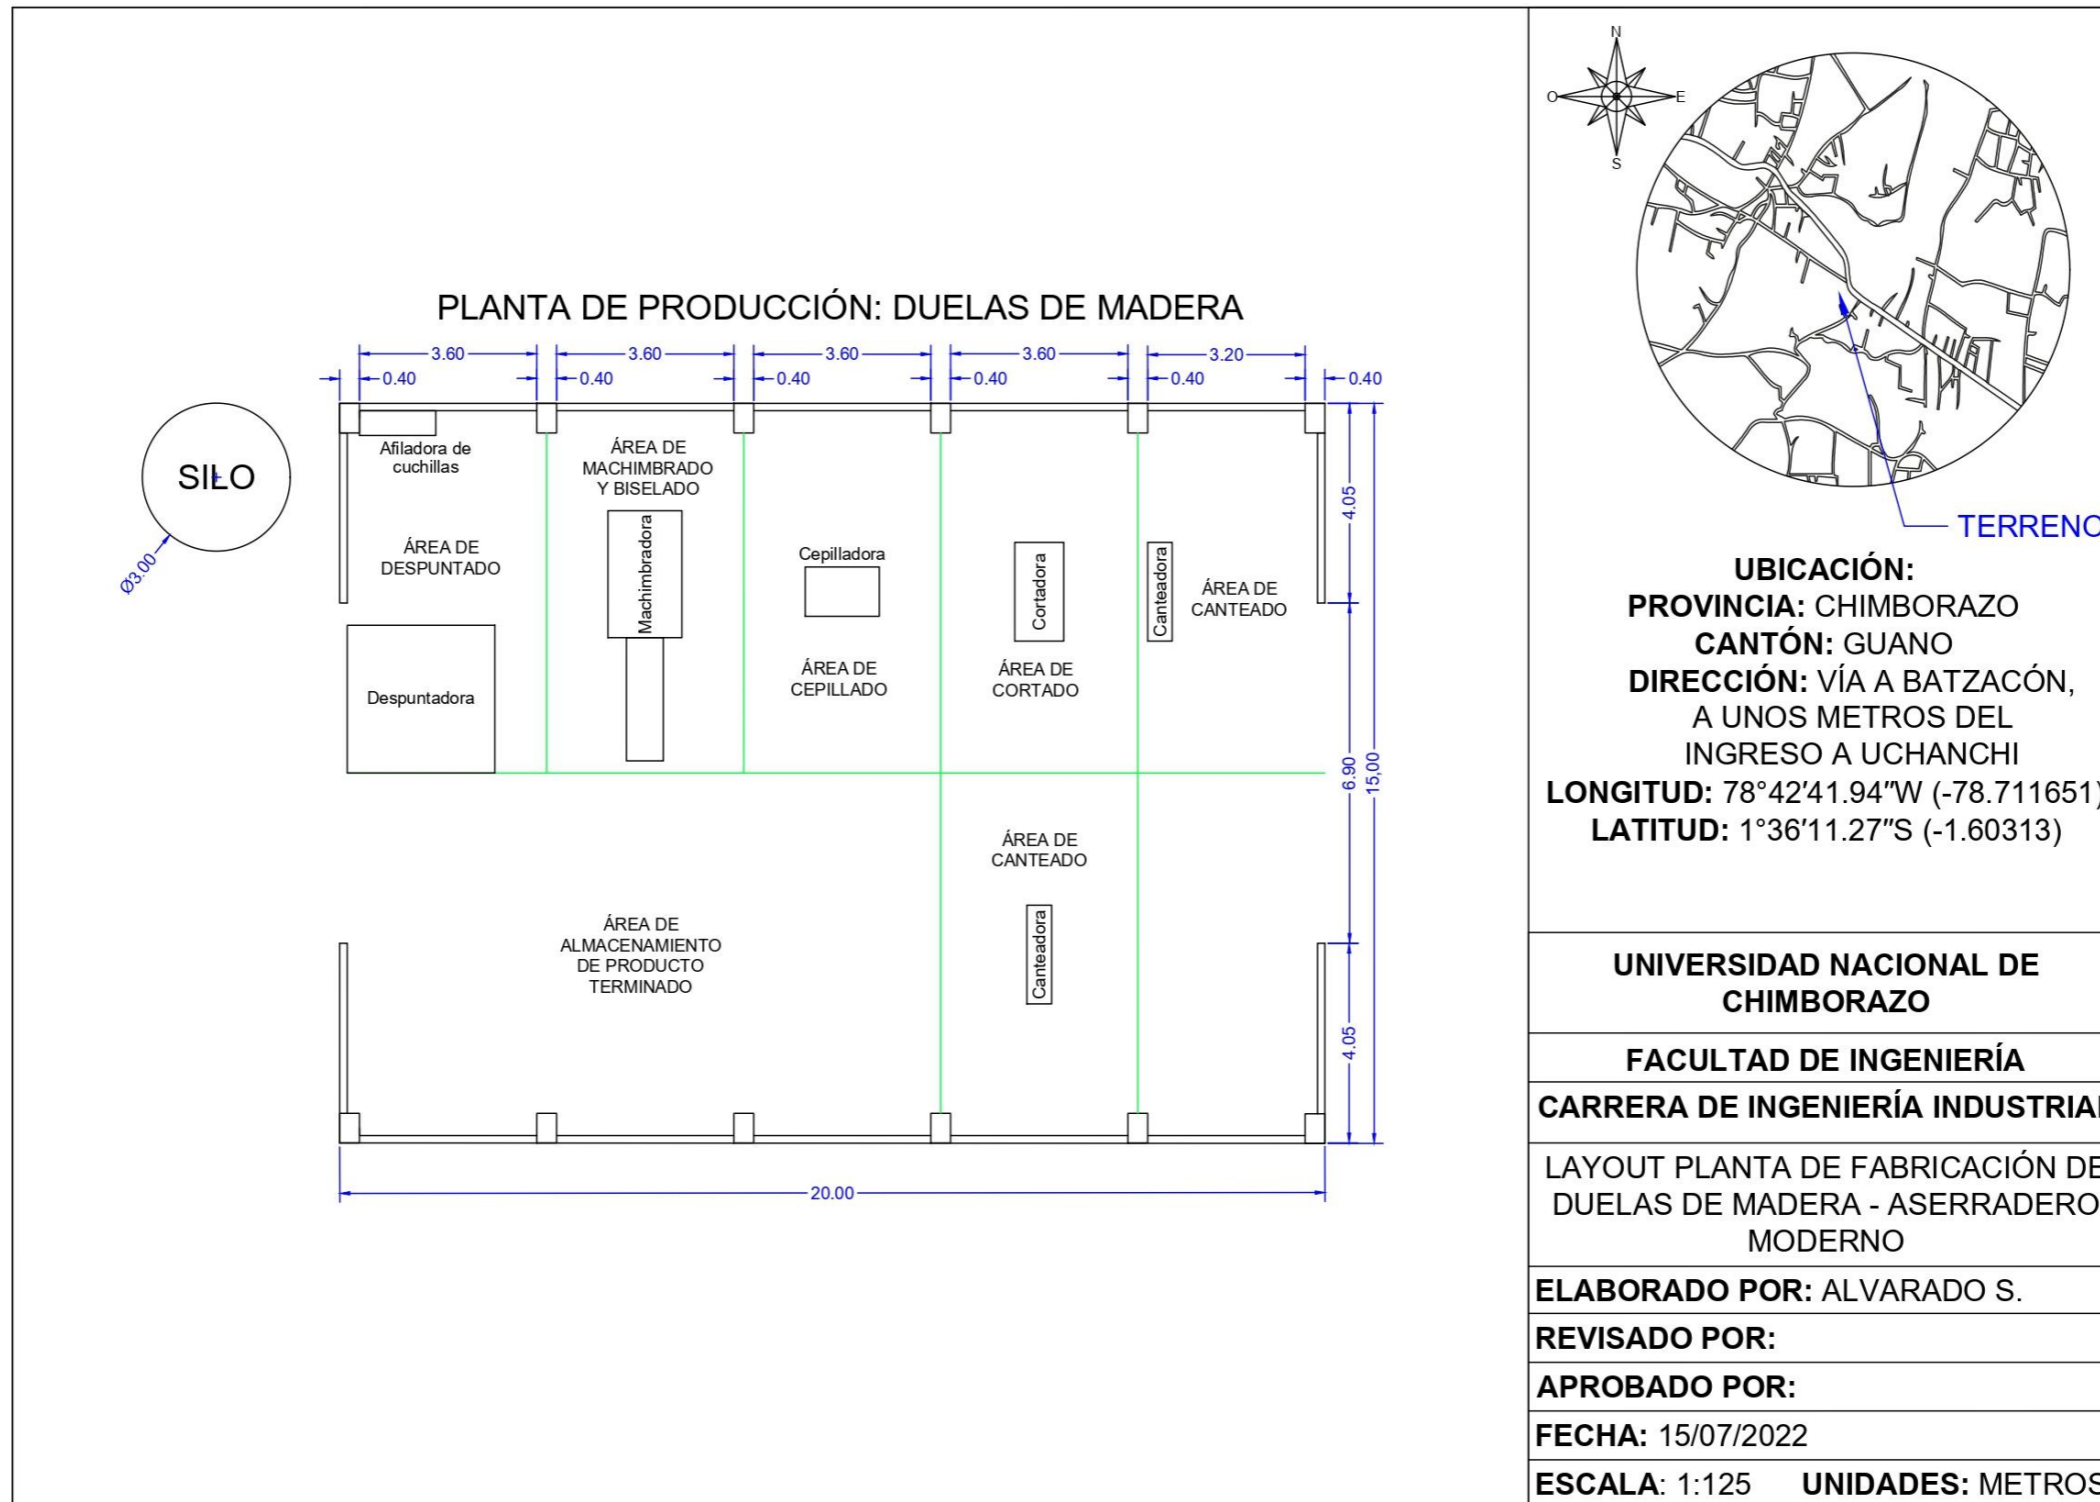 PLANTA DE PRODUCCIÓN: DUELAS DE MADERA
3.60 3.60 3.60 3.60 3.20
0.40 0.40 0.40 0.40 0.40 0.40
SILO
Ø3.00
Afiladora de
cuchillas
ÁREA DE
DESPUNTADO
Despuntadora
ÁREA DE
MACHIMBRADO
Y BISELADO
Machimbradora
Cepilladora
ÁREA DE
CEPILLADO
Cortadora
ÁREA DE
CORTADO
Canteadora
ÁREA DE
CANTEADO
4.05
6.90
15,00
4.05
ÁREA DE
CANTEADO
Canteadora
ÁREA DE
ALMACENAMIENTO
DE PRODUCTO
TERMINADO
20.00
N
O
E
S
TERRENO
UBICACIÓN:
PROVINCIA: CHIMBORAZO
CANTÓN: GUANO
DIRECCIÓN: VÍA A BATZACÓN,
A UNOS METROS DEL
INGRESO A UCHANCHI
LONGITUD: 78°42′41.94″W (-78.711651)
LATITUD: 1°36′11.27″S (-1.60313)
UNIVERSIDAD NACIONAL DE
CHIMBORAZO
FACULTAD DE INGENIERÍA
CARRERA DE INGENIERÍA INDUSTRIAL
LAYOUT PLANTA DE FABRICACIÓN DE
DUELAS DE MADERA - ASERRADERO
MODERNO
ELABORADO POR: ALVARADO S.
REVISADO POR:
APROBADO POR:
FECHA: 15/07/2022
ESCALA: 1:125 UNIDADES: METROS